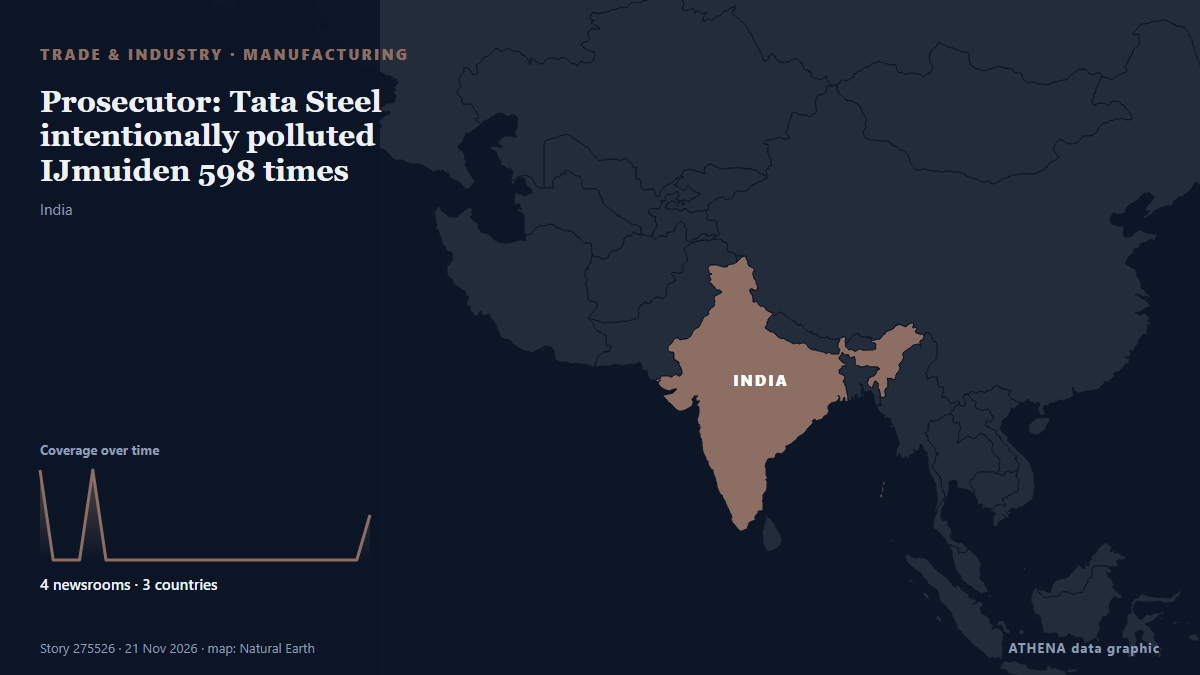 TRADE & INDUSTRY · MANUFACTURING
Prosecutor: Tata Steel
intentionally polluted
IJmuiden 598 times
India
INDIA
Coverage over time
4 newsrooms · 3 countries
Story 275526 · 21 Nov 2026 · map: Natural Earth
ATHENA data graphic